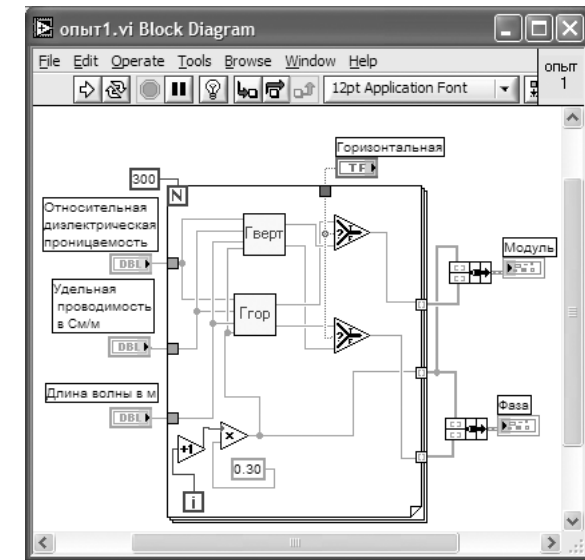 опыт1.vi Block Diagram
File Edit Operate Tools Browse Window Help
опыт
1
12pt Application Font
Горизонтальная
TF
300
N
Относительная
диэлектрическая
проницаемость
DBL
Гверт
?
T
F
Модуль
Удельная
проводимость
в См/м
DBL
Ггор
?
T
F
Длина волны в м
DBL
Фаза
+1
x
0.30
i